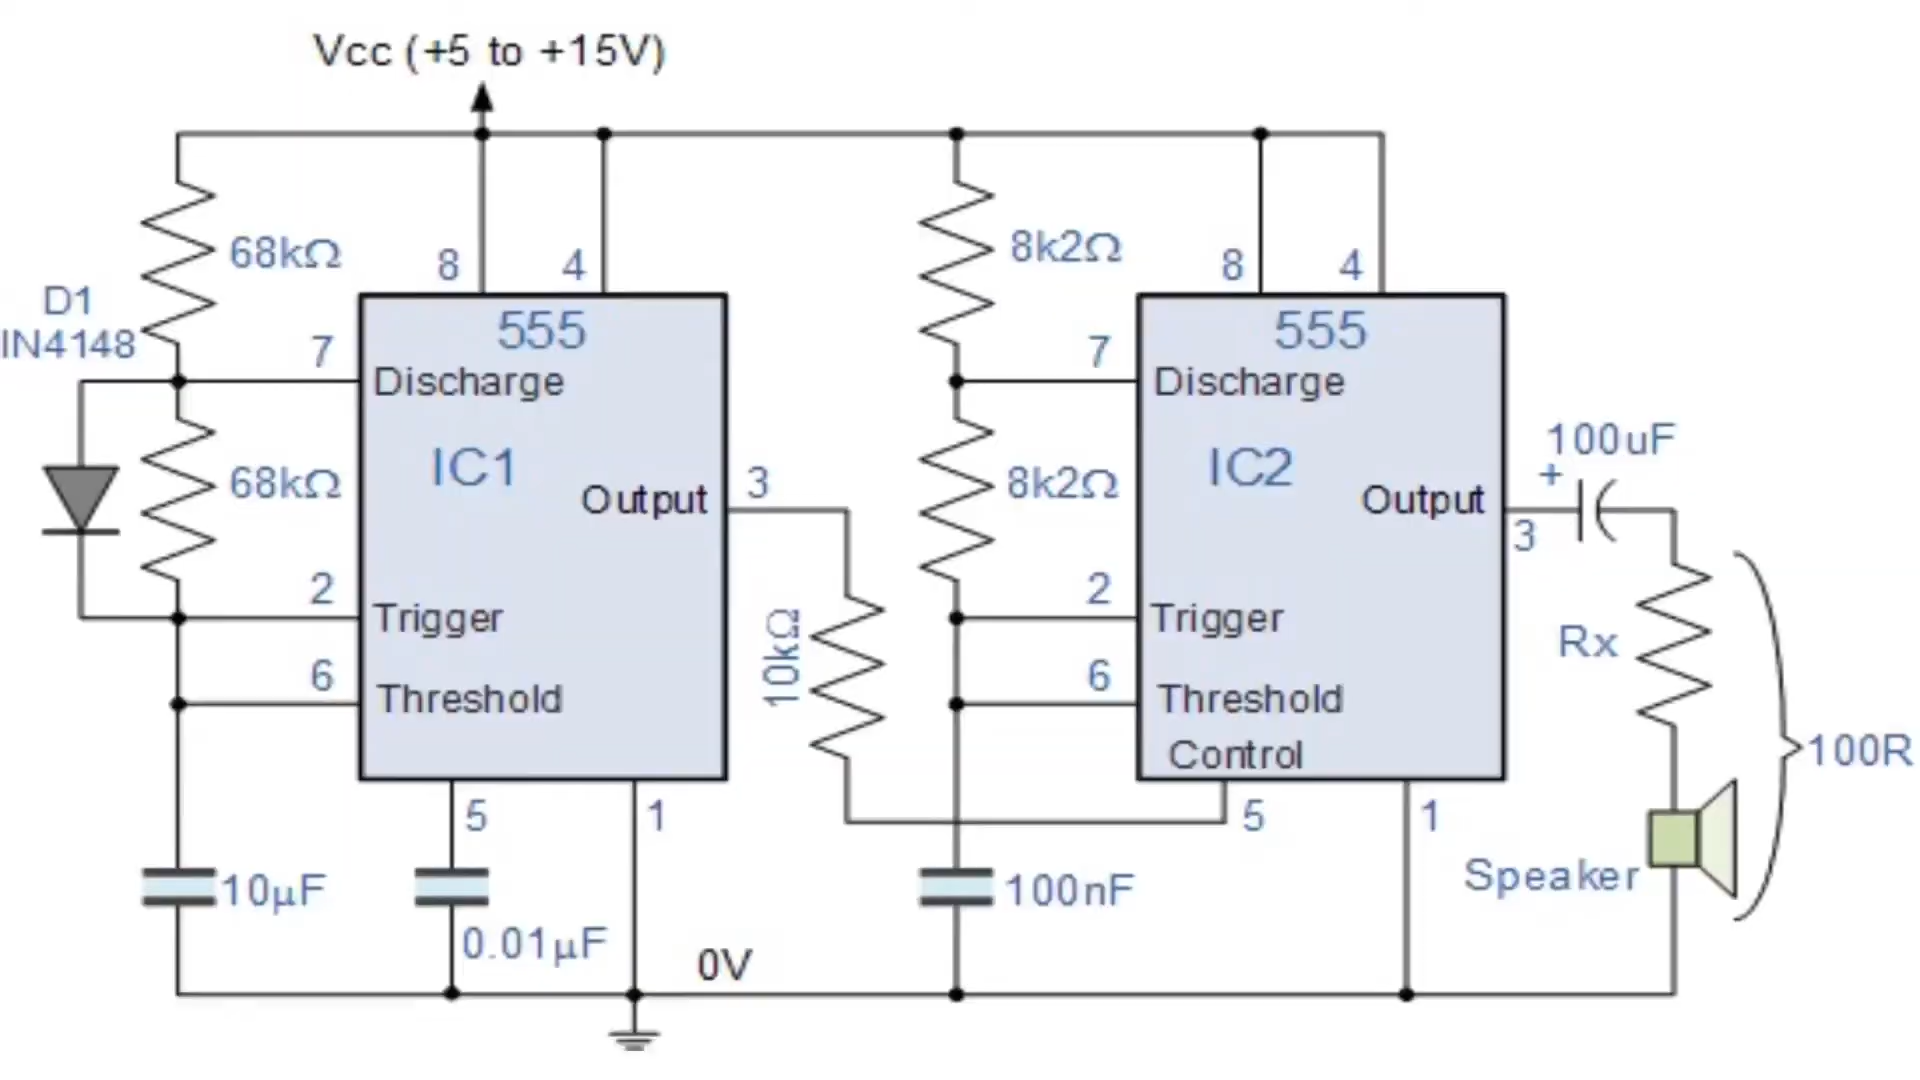 Vcc (+5 to +15V)
68kΩ
8
4
8k2Ω
8
4
D1
IN4148
7
555
Discharge
7
555
Discharge
68kΩ
IC1
Output
3
8k2Ω
IC2
Output
3
100uF
+
2
Trigger
6
Threshold
10kΩ
2
Trigger
6
Threshold
Control
Rx
100R
5
1
5
1
10µF
0.01µF
0V
100nF
Speaker